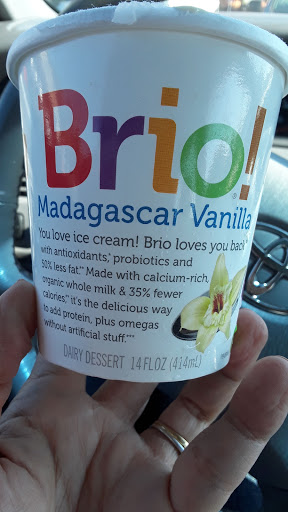 Brio!
Madagascar Vanilla
You love ice cream! Brio loves you back
with antioxidants,* probiotics and
50% less fat.** Made with calcium-rich,
organic whole milk & 35% fewer
calories,** it's the delicious way
to add protein, plus omegas
without artificial stuff.***
DAIRY DESSERT 14 FL OZ (414mL)